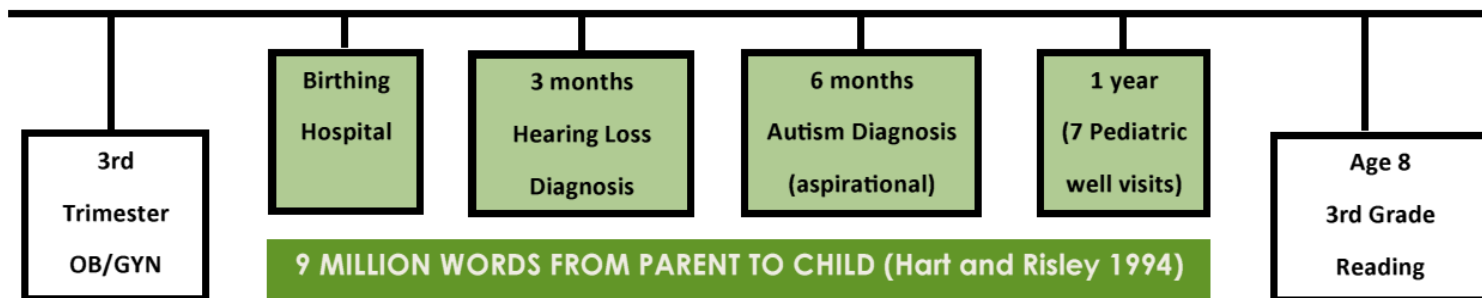 3rd
Trimester
OB/GYN
Birthing
Hospital
3 months
Hearing Loss
Diagnosis
6 months
Autism Diagnosis
(aspirational)
1 year
(7 Pediatric
well visits)
Age 8
3rd Grade
Reading
9 MILLION WORDS FROM PARENT TO CHILD (Hart and Risley 1994)